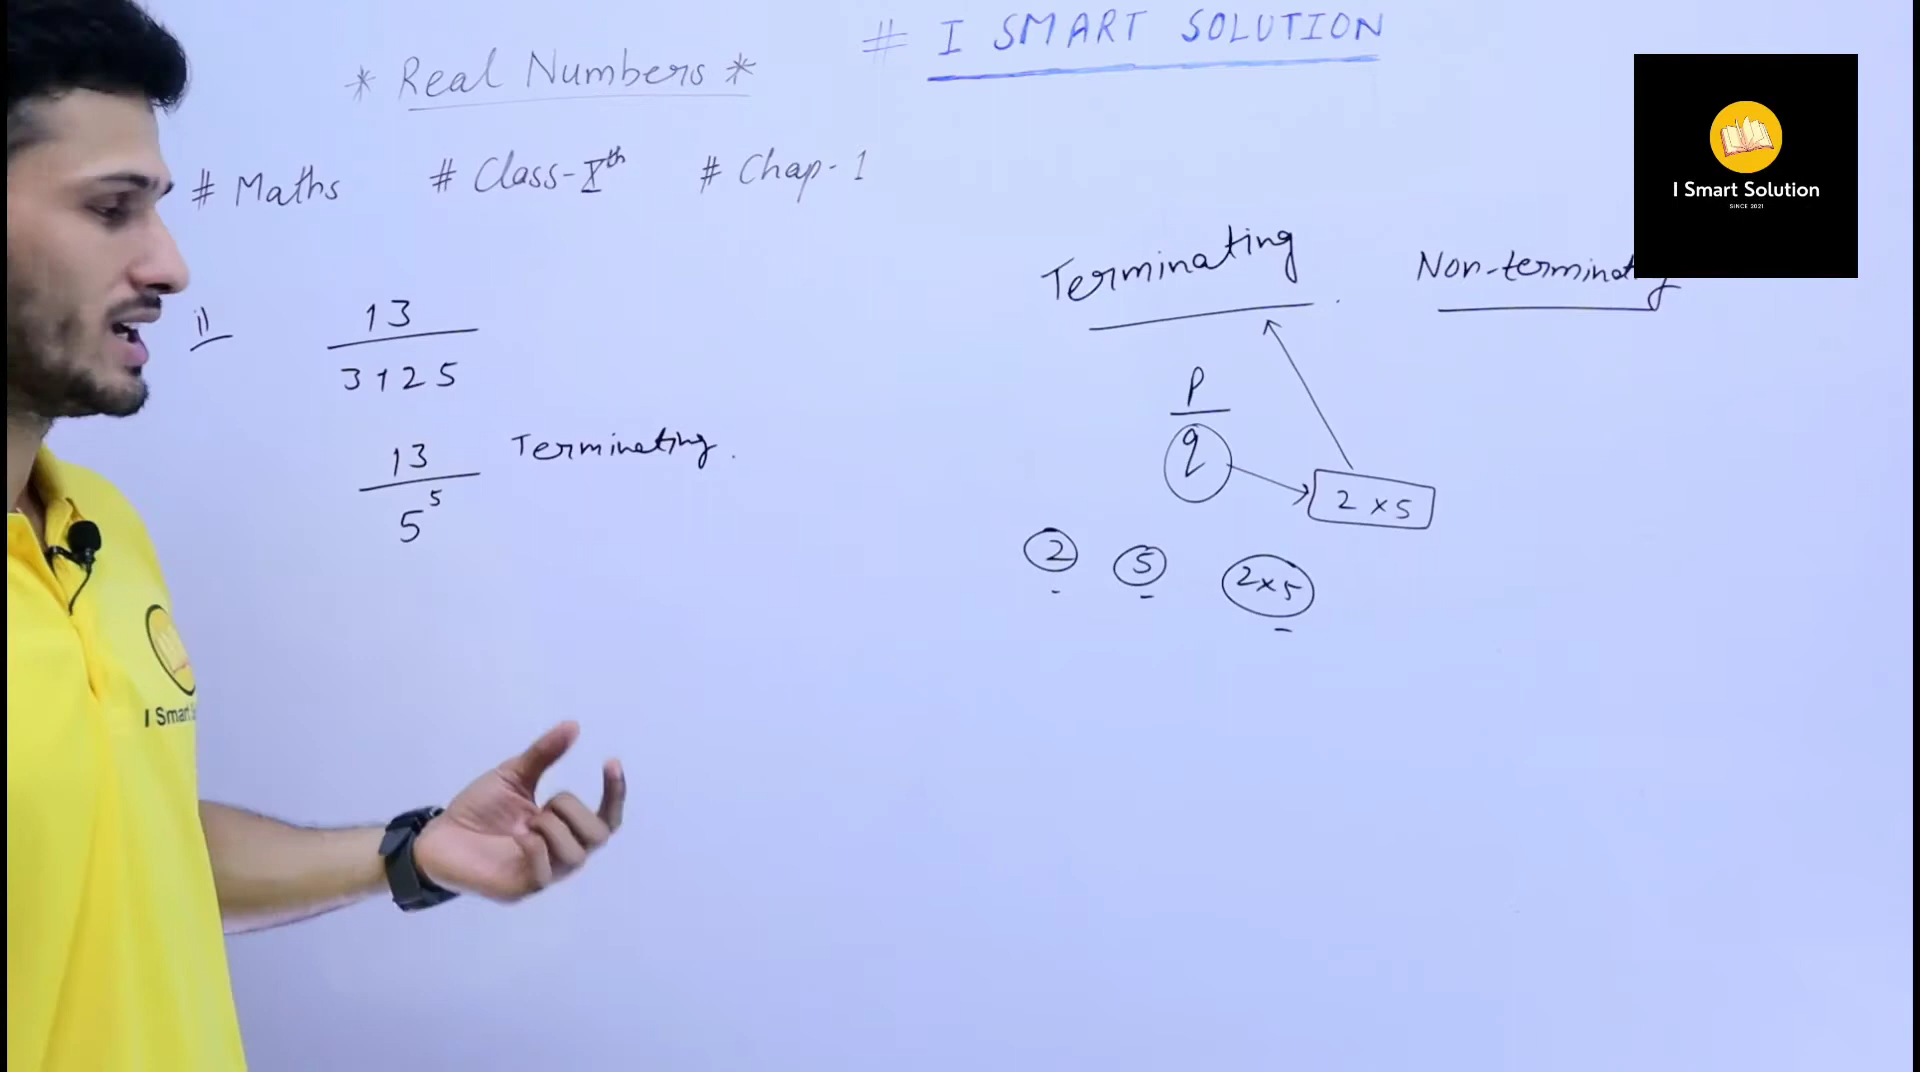 # I SMART SOLUTION
* Real Numbers *
# Maths # Class-Xth # Chap-1
I Smart Solution
SINCE 2021
Terminating Non-terminating
i)
13
3125
13
5^5
Terminating.
p
q
2 x 5
2 5 2x5
I Smart